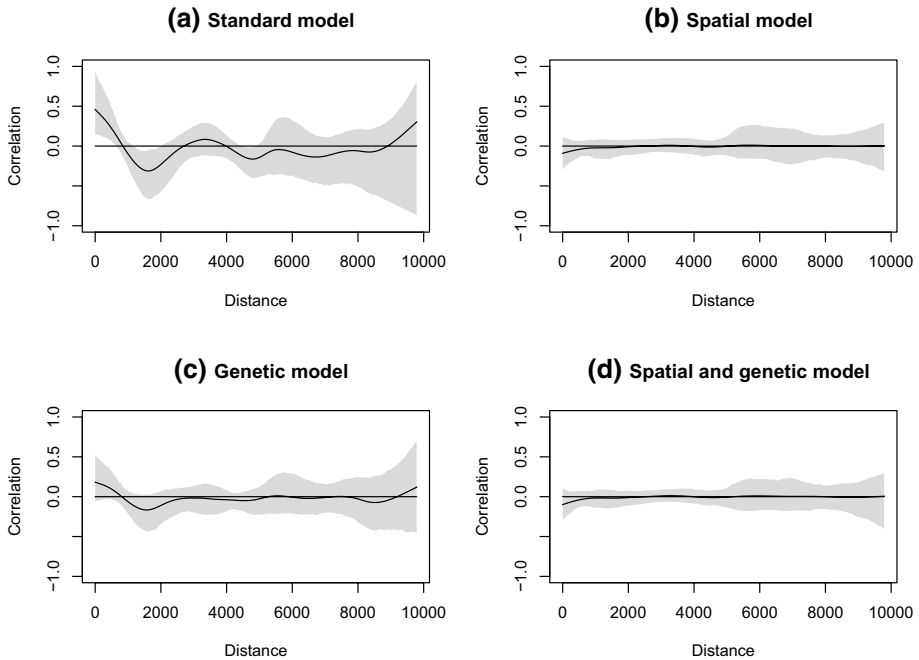 (a) Standard model
Correlation
1.0
0.5
0.0
−1.0
0 2000 4000 6000 8000 10000
Distance
(b) Spatial model
Correlation
1.0
0.5
0.0
−1.0
0 2000 4000 6000 8000 10000
Distance
(c) Genetic model
Correlation
1.0
0.5
0.0
−1.0
0 2000 4000 6000 8000 10000
Distance
(d) Spatial and genetic model
Correlation
1.0
0.5
0.0
−1.0
0 2000 4000 6000 8000 10000
Distance